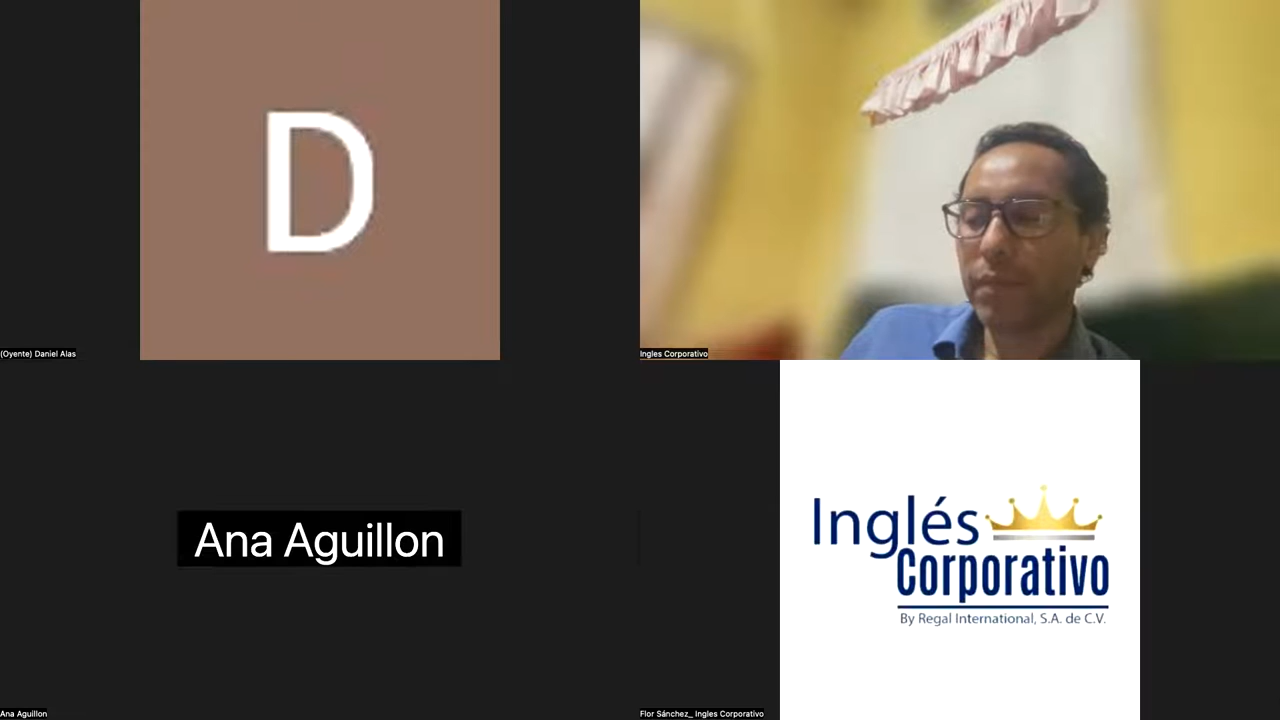 D
(Oyente) Daniel Alas
Ingles Corporativo
Ana Aguillon
Ana Aguillon
Inglés
Corporativo
By Regal International, S.A. de C.V.
Flor Sánchez_ Ingles Corporativo